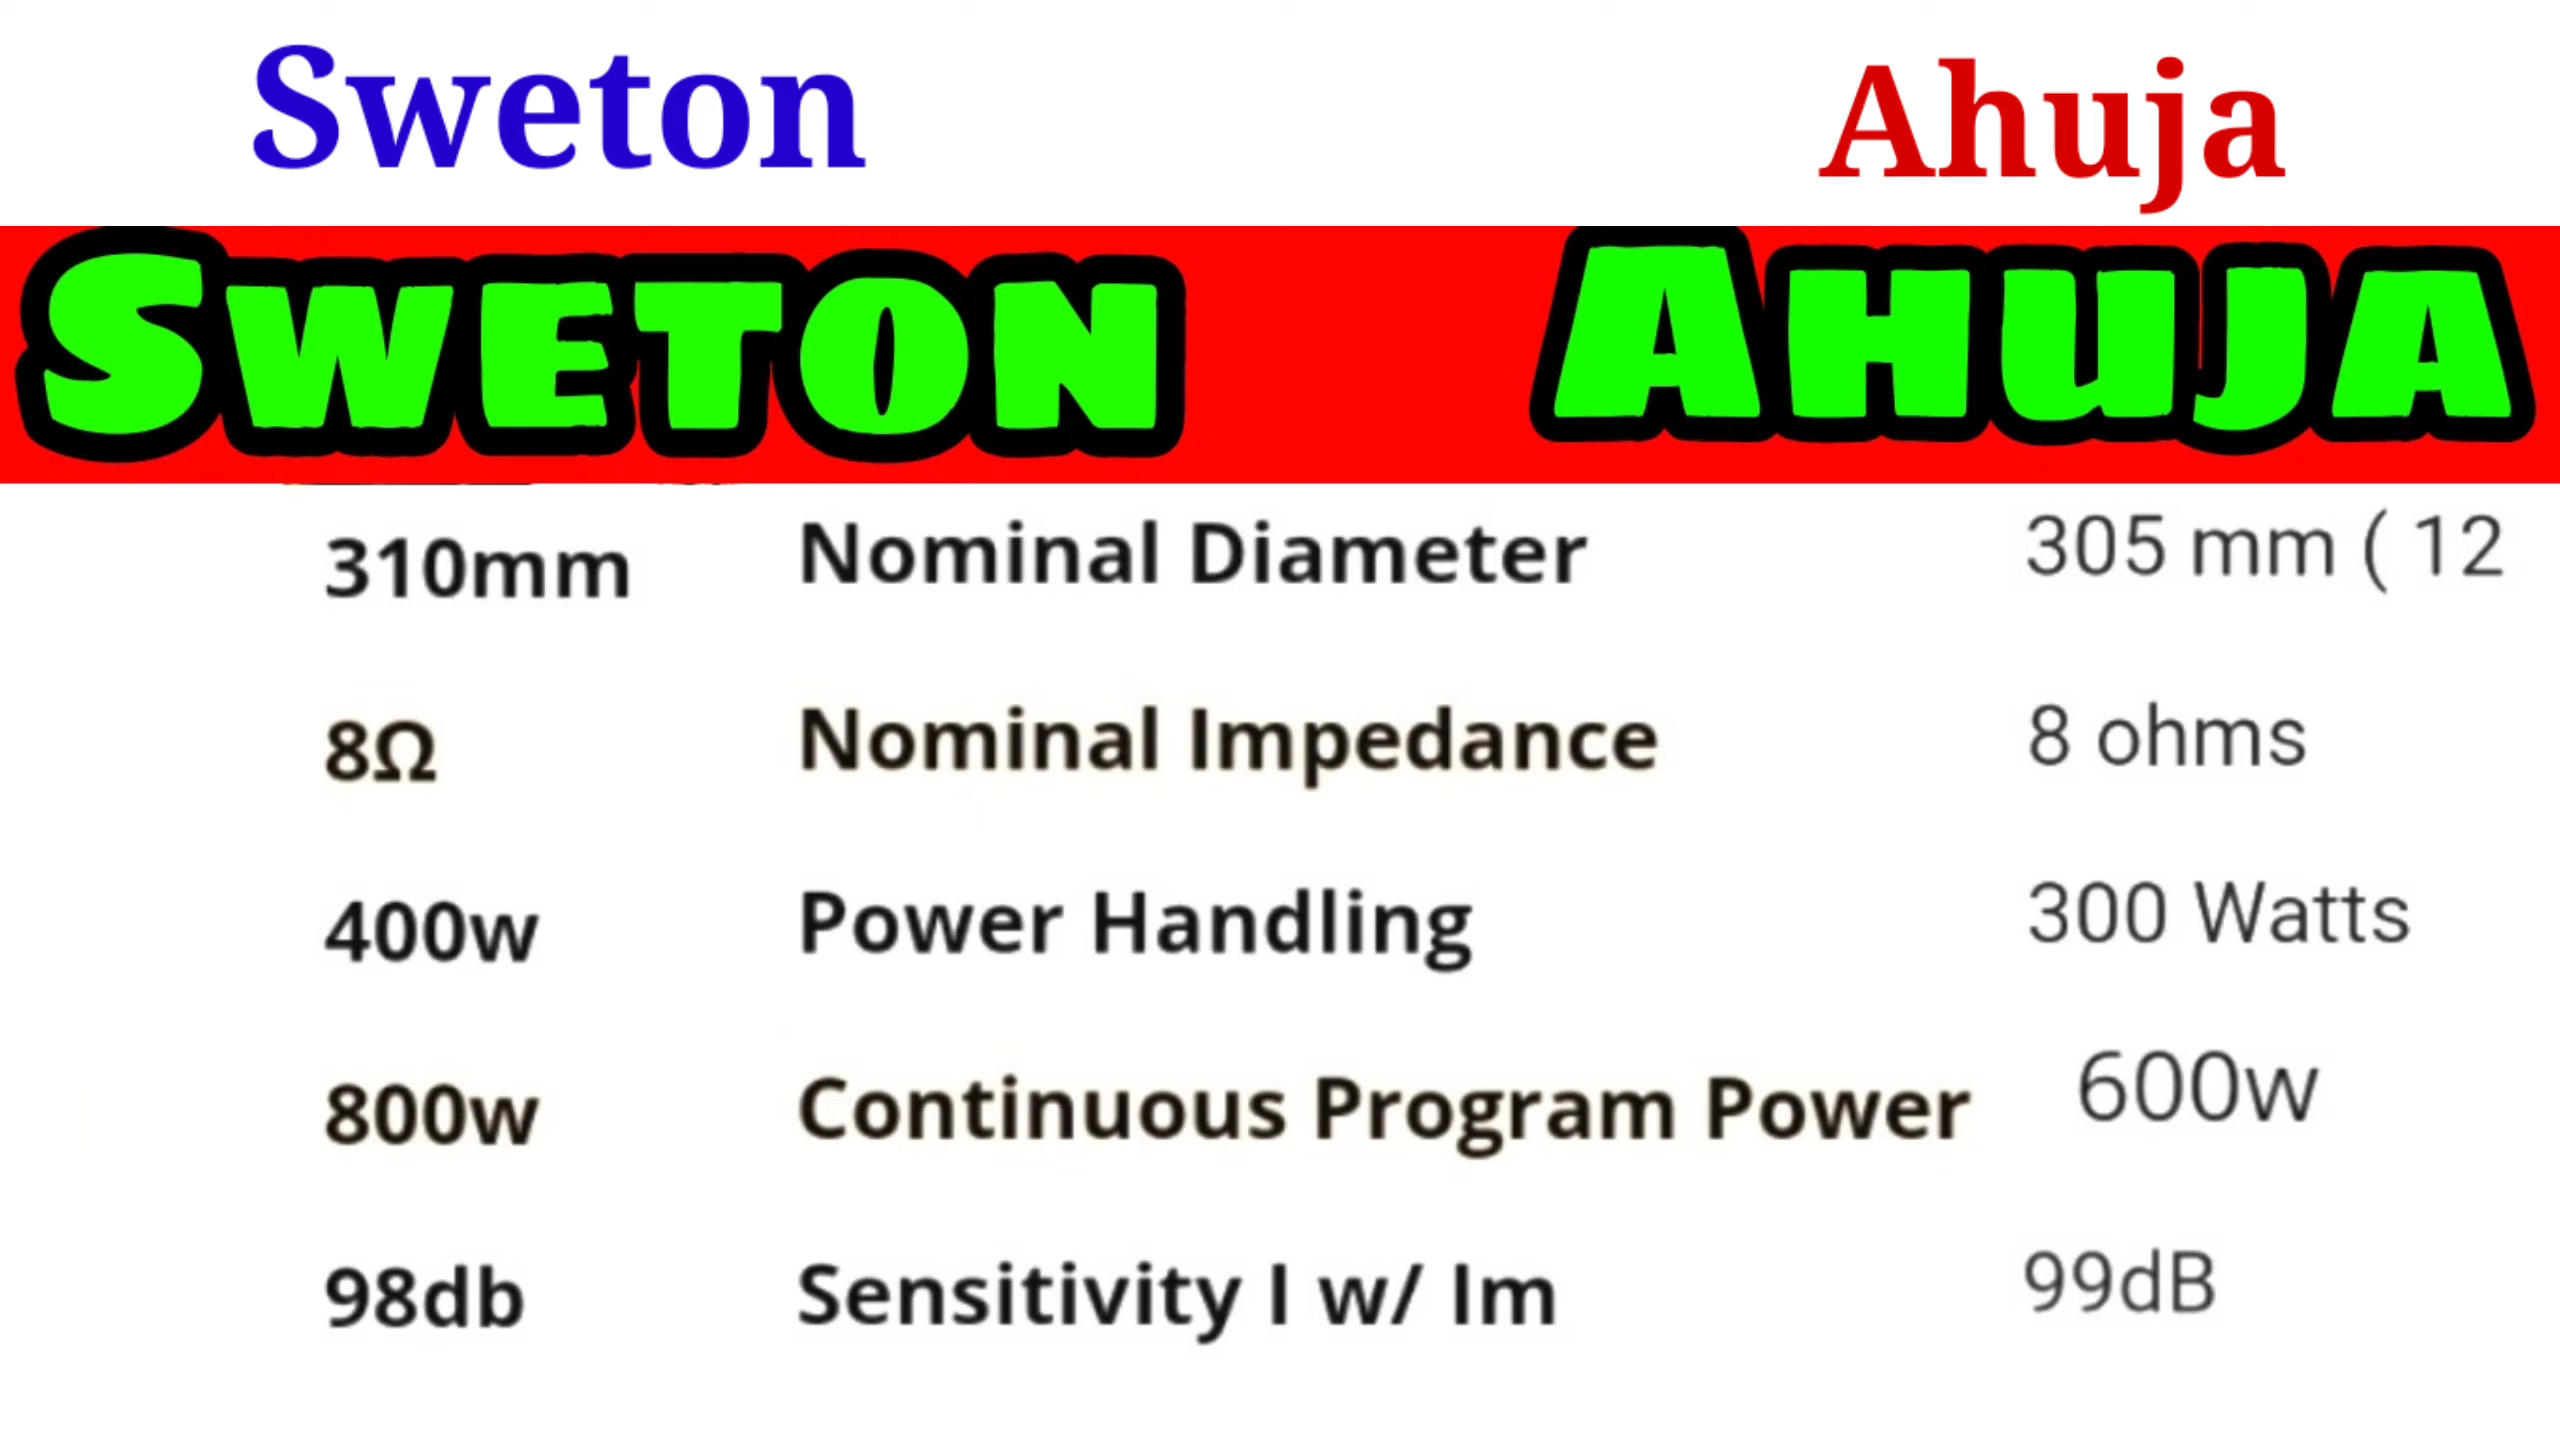 Sweton Ahuja
SWETON AHUJA
310mm Nominal Diameter 305 mm ( 12
8Ω Nominal Impedance 8 ohms
400w Power Handling 300 Watts
800w Continuous Program Power 600w
98db Sensitivity I w/ Im 99dB